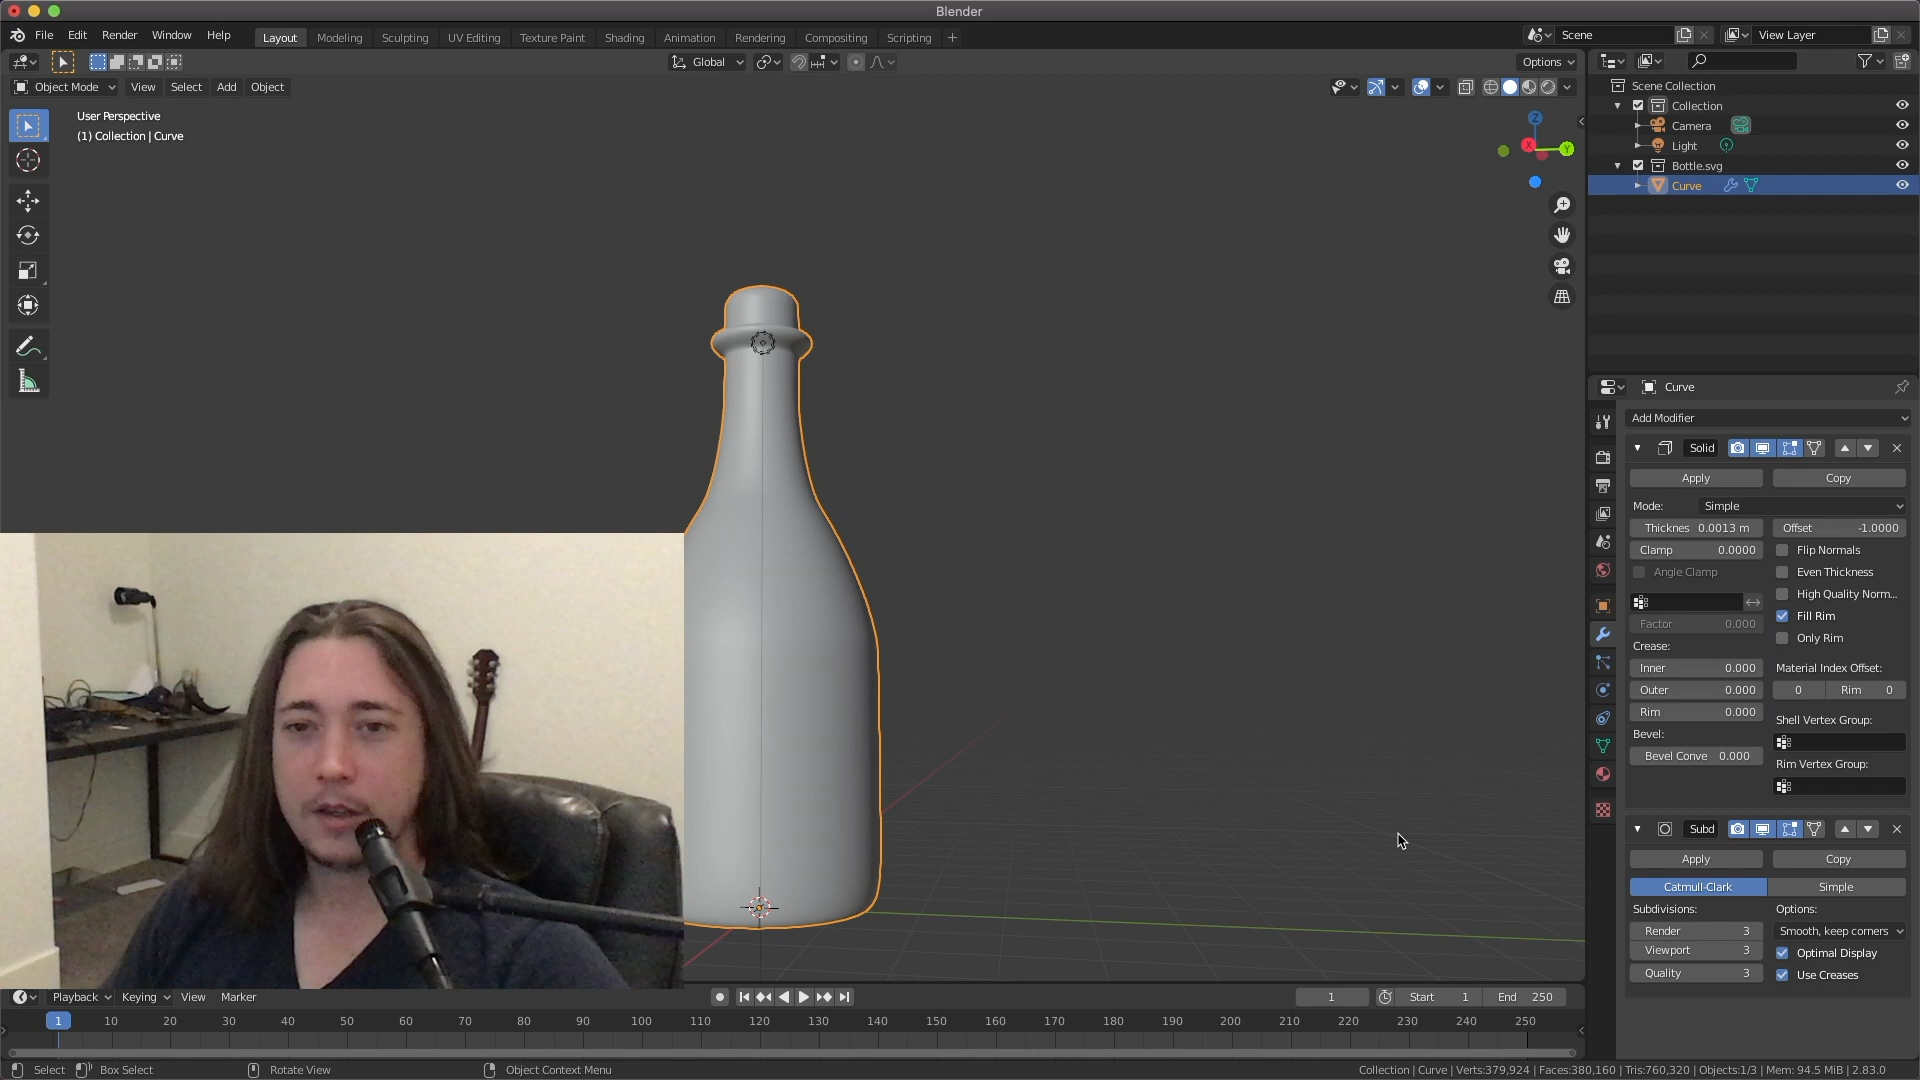 Blender
File Edit Render Window Help
Layout Modeling Sculpting UV Editing Texture Paint Shading Animation Rendering Compositing Scripting +
Scene
View Layer
Global
Options
Object Mode View Select Add Object
User Perspective
(1) Collection | Curve
Z
X
Y
Scene Collection
Collection
Camera
Light
Bottle.svg
Curve
Curve
Add Modifier
Solid
Apply Copy
Mode: Simple
Thicknes 0.0013 m Offset -1.0000
Clamp 0.0000 Flip Normals
Angle Clamp Even Thickness
High Quality Norm...
Fill Rim
Factor 0.000
Only Rim
Crease:
Inner 0.000 Material Index Offset:
Outer 0.000 0 Rim 0
Rim 0.000 Shell Vertex Group:
Bevel:
Bevel Conve 0.000 Rim Vertex Group:
Subd
Apply Copy
Catmull-Clark Simple
Subdivisions: Options:
Render 3 Smooth, keep corners
Viewport 3 Optimal Display
Quality 3 Use Creases
Playback Keying View Marker
1 Start 1 End 250
1 10 20 30 40 50 60 70 80 90 100 110 120 130 140 150 160 170 180 190 200 210 220 230 240 250
Select Box Select Rotate View Object Context Menu
Collection | Curve | Verts:379,924 | Faces:380,160 | Tris:760,320 | Objects:1/3 | Mem: 94.5 MiB | 2.83.0